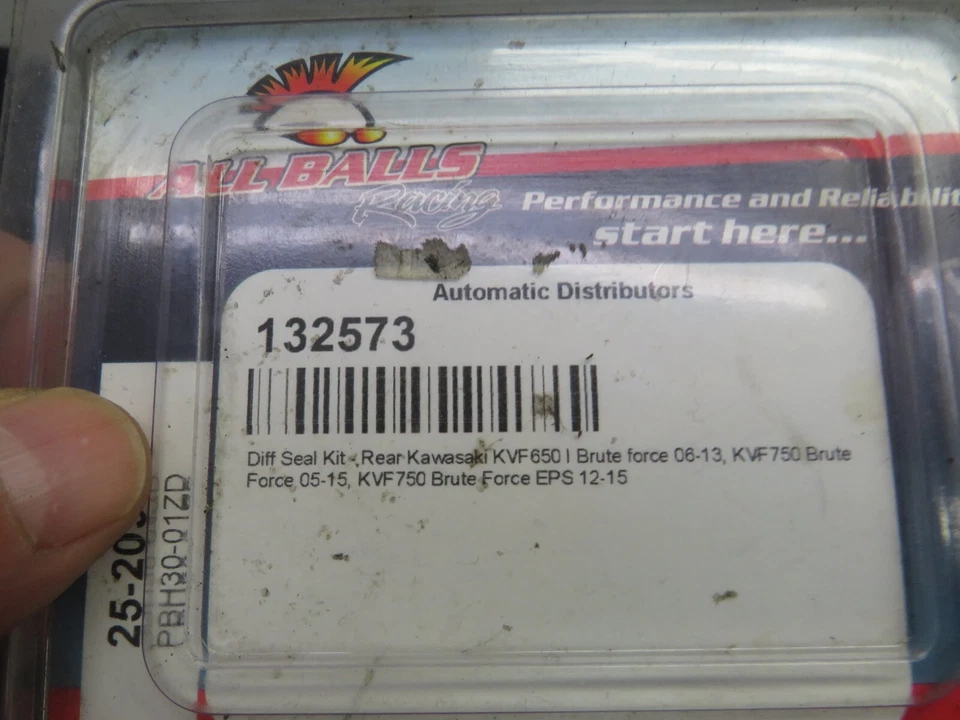 ALL BALLS
Racing
Performance and Reliabilit
start here...
Automatic Distributors
132573
Diff Seal Kit - Rear Kawasaki KVF650 I Brute force 06-13, KVF750 Brute
Force 05-15, KVF750 Brute Force EPS 12-15
PBH30-01ZD